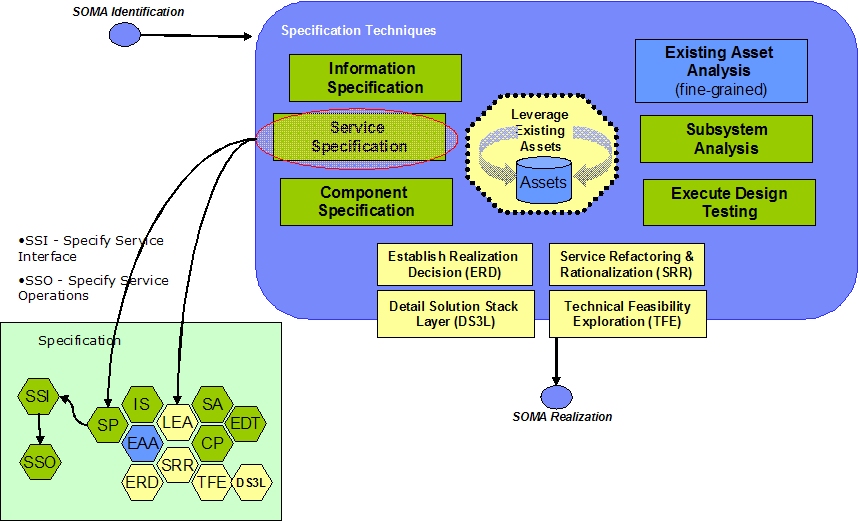 SOMA Identification
Specification Techniques
Information
Specification
Existing Asset
Analysis
(fine-grained)
Leverage
Existing
Assets
Assets
Service
Specification
Subsystem
Analysis
Component
Specification
Execute Design
Testing
•SSI - Specify Service
Interface
•SSO - Specify Service
Operations
Establish Realization
Decision (ERD)
Service Refactoring &
Rationalization (SRR)
Detail Solution Stack
Layer (DS3L)
Technical Feasibility
Exploration (TFE)
SOMA Realization
Specification
SSI
SSO
SP
IS
LEA
SA
EDT
EAA
CP
SRR
ERD
TFE
DS3L